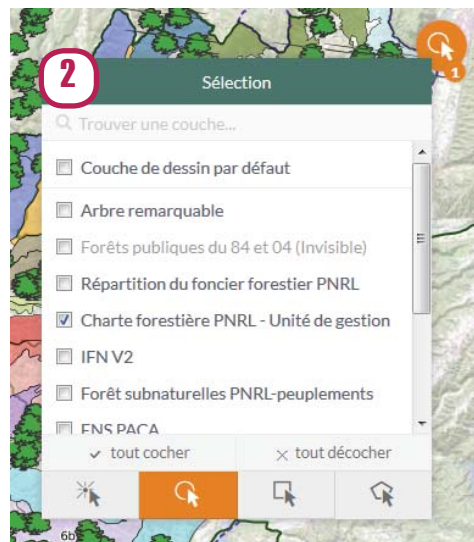 2
Sélection
1
Trouver une couche...
Couche de dessin par défaut
Arbre remarquable
Forêts publiques du 84 et 04 (Invisible)
Répartition du foncier forestier PNRL
Charte forestière PNRL - Unité de gestion
IFN V2
Forêt subnaturelles PNRL-peuplements
ENS PACA
tout cocher
tout décocher
6b